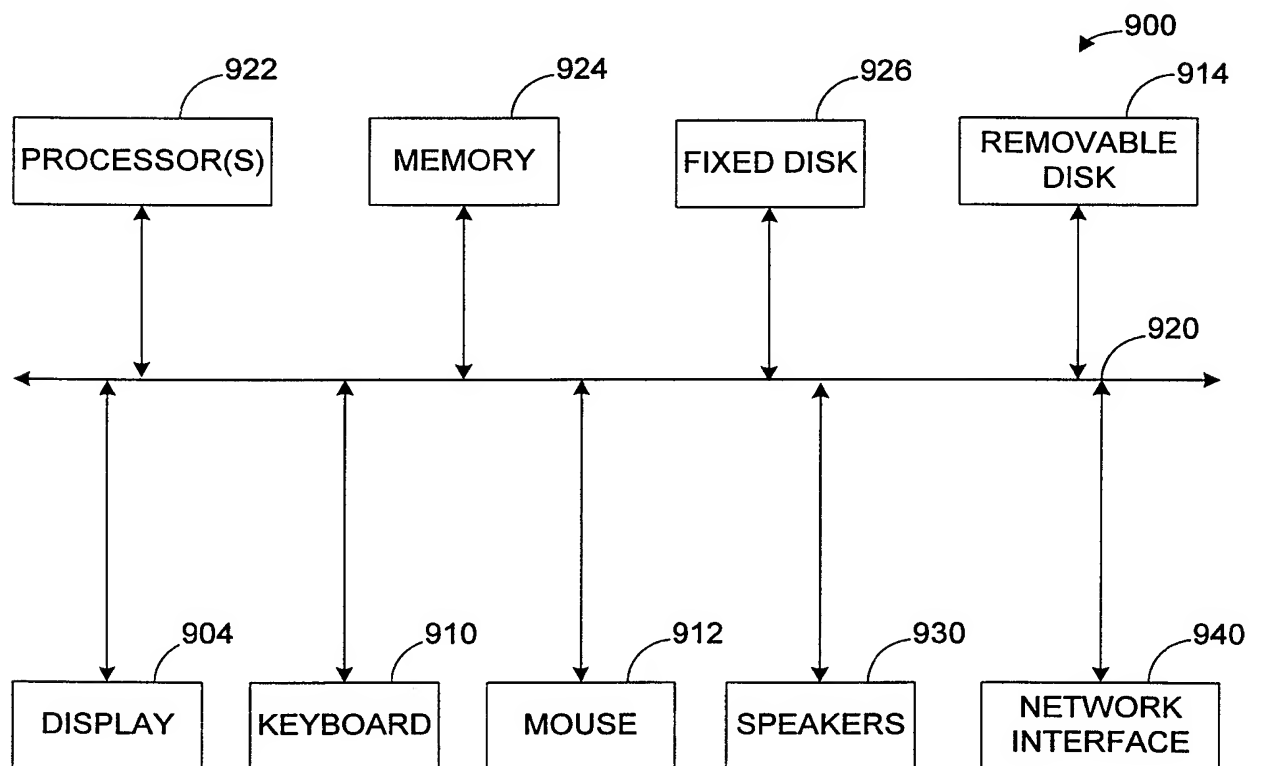 900
922
924
926
914
PROCESSOR(S)
MEMORY
FIXED DISK
REMOVABLE
DISK
920
904
910
912
930
940
DISPLAY
KEYBOARD
MOUSE
SPEAKERS
NETWORK
INTERFACE